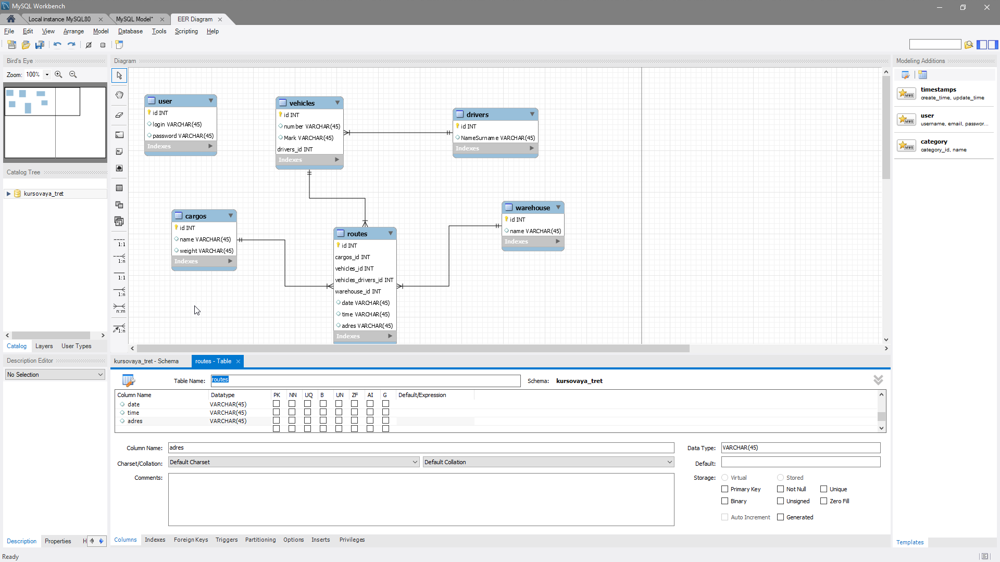 MySQL Workbench
Local instance MySQL80
MySQL Model*
EER Diagram
File Edit View Arrange Model Database Tools Scripting Help
Bird's Eye
Zoom: 100%
Catalog Tree
kursovaya_tret
Catalog Layers User Types
Description Editor
No Selection
Description Properties H
Ready
Diagram
1:1
1:n
1:1
1:n
n:m
1:n
user
id INT
login VARCHAR(45)
password VARCHAR(45)
Indexes
vehicles
id INT
number VARCHAR(45)
Mark VARCHAR(45)
drivers_id INT
Indexes
drivers
id INT
NameSurname VARCHAR(45)
Indexes
cargos
id INT
name VARCHAR(45)
weight VARCHAR(45)
Indexes
routes
id INT
cargos_id INT
vehicles_id INT
vehicles_drivers_id INT
warehouse_id INT
date VARCHAR(45)
time VARCHAR(45)
adres VARCHAR(45)
Indexes
warehouse
id INT
name VARCHAR(45)
Indexes
Modeling Additions
MWB
timestamps
create_time, update_time
MWB
user
username, email, passwor...
MWB
category
category_id, name
Templates
kursovaya_tret - Schema
routes - Table
Table Name: routes
Schema: kursovaya_tret
Column Name Datatype PK NN UQ B UN ZF AI G Default/Expression
date VARCHAR(45)
time VARCHAR(45)
adres VARCHAR(45)
Column Name: adres
Data Type: VARCHAR(45)
Charset/Collation: Default Charset Default Collation
Default:
Comments:
Storage: Virtual Stored
Primary Key Not Null Unique
Binary Unsigned Zero Fill
Auto Increment Generated
Columns Indexes Foreign Keys Triggers Partitioning Options Inserts Privileges